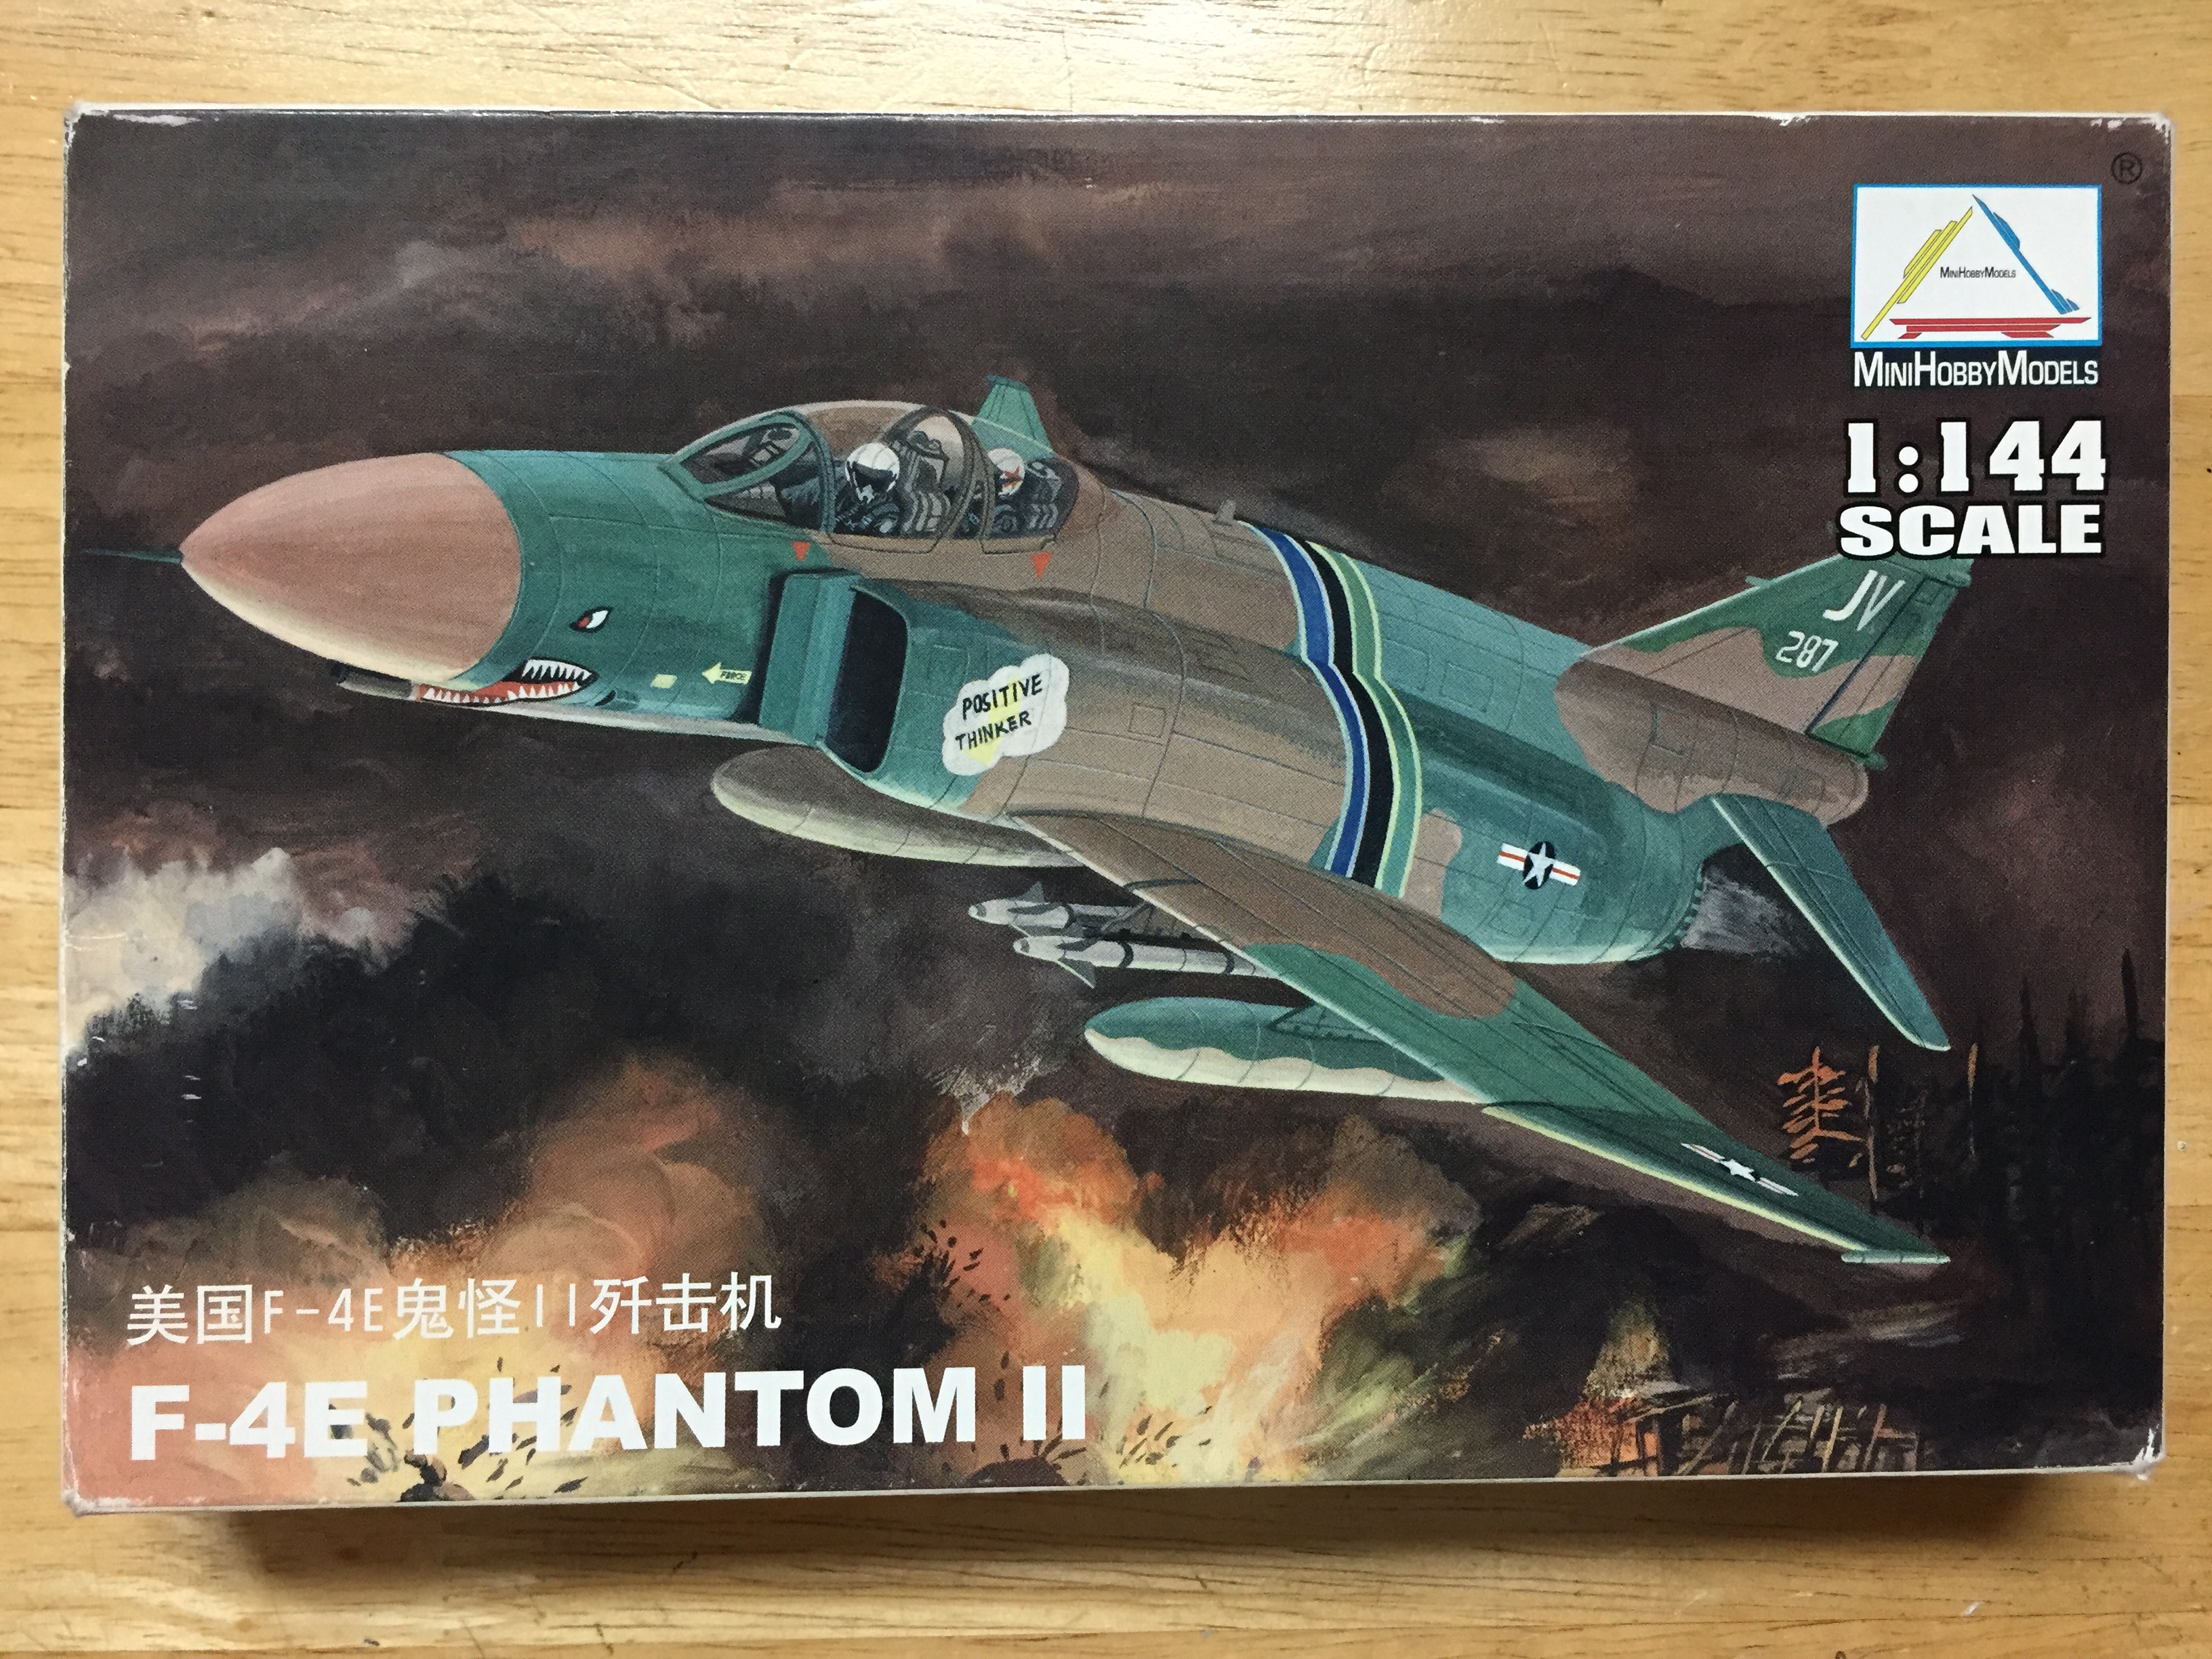 ®
MINIHOBBYMODELS
MINIHOBBYMODELS
1:144
SCALE
JV
287
FORCE
POSITIVE
THINKER
美国F-4E鬼怪II歼击机
F-4E PHANTOM II